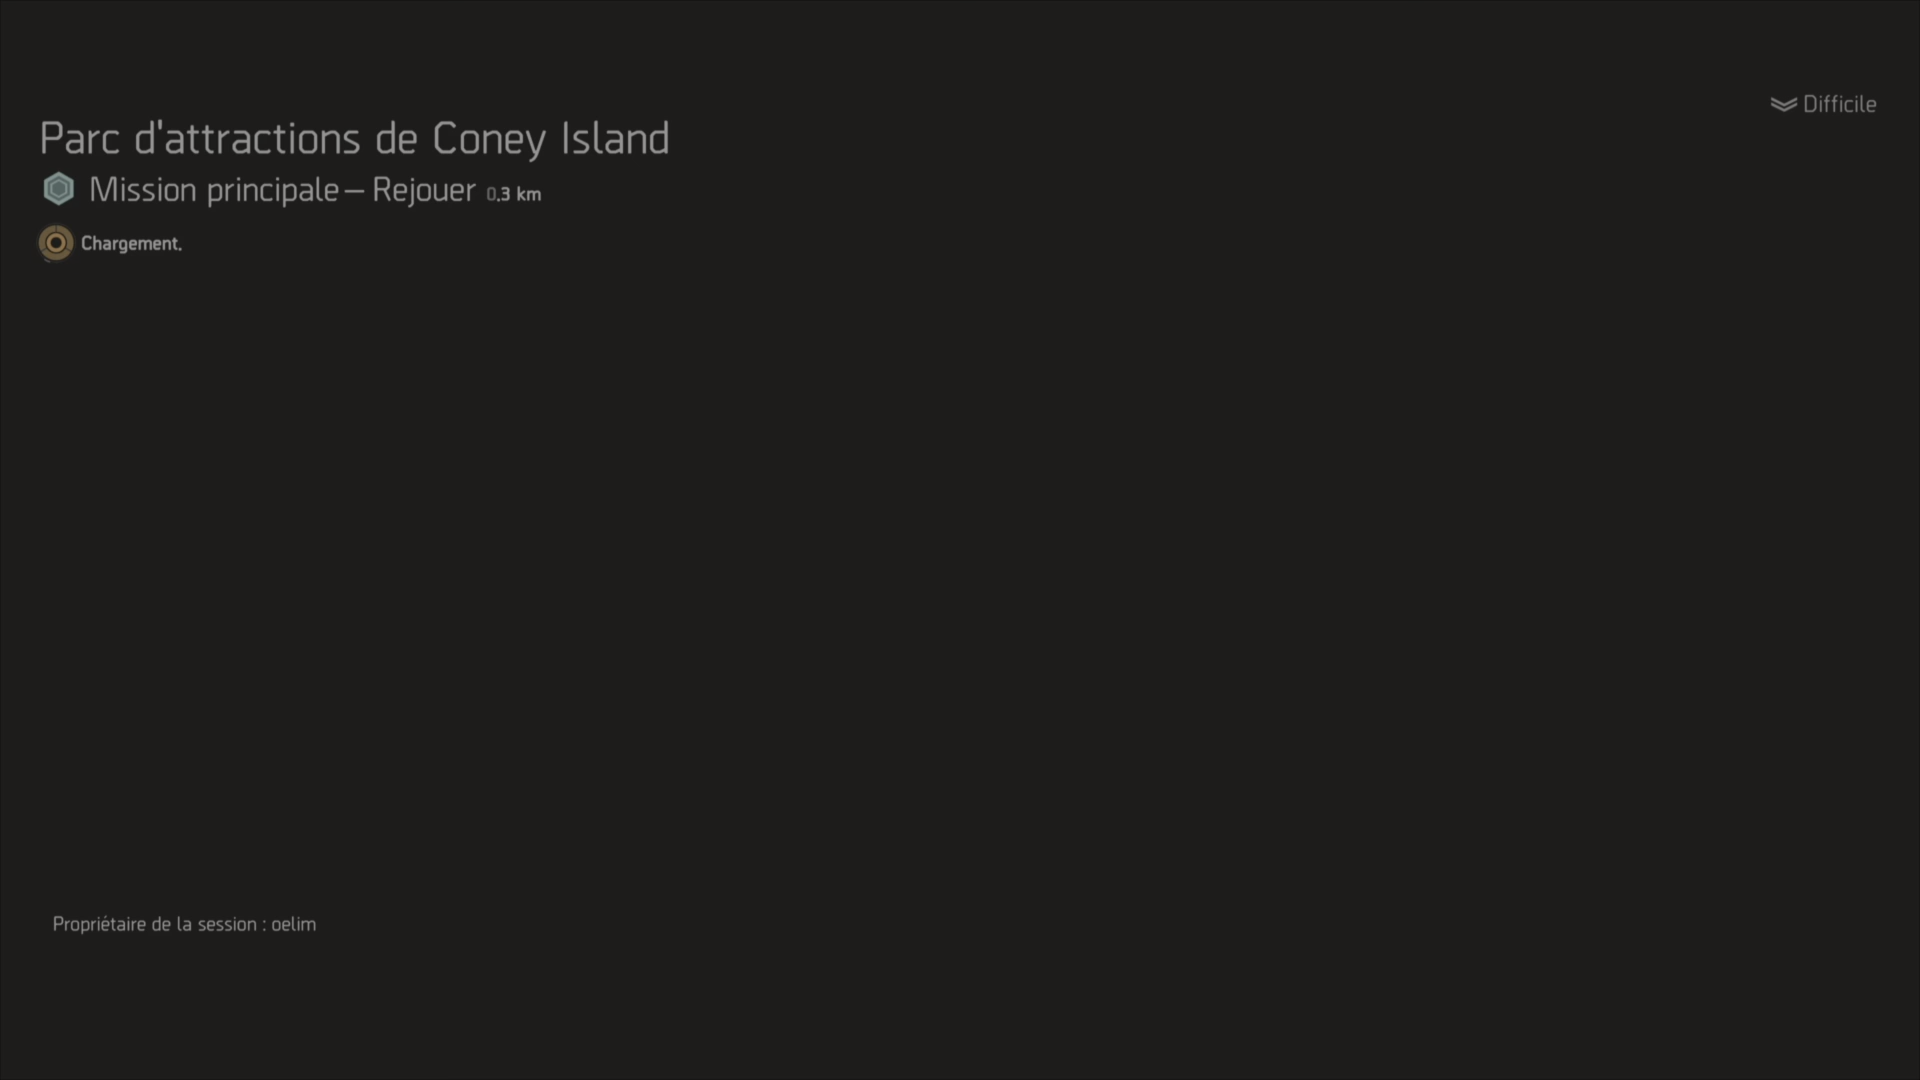 Difficile
Parc d'attractions de Coney Island
Mission principale – Rejouer 0.3 km
Chargement.
Propriétaire de la session : oelim